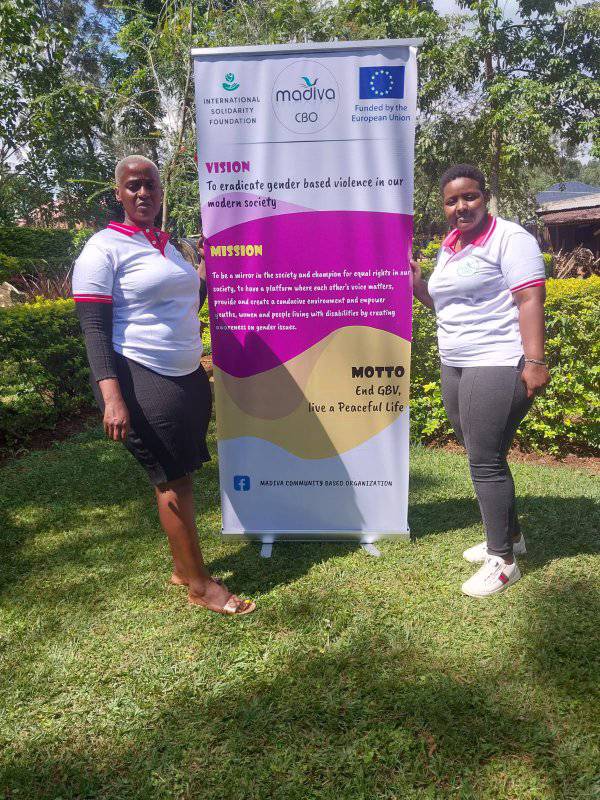 INTERNATIONAL
SOLIDARITY
FOUNDATION
madiva
CBO
Funded by the
European Union
VISION
To eradicate gender based violence in our
modern society
MISSION
To be a mirror in the society and champion for equal rights in our
society, to have a platform where each other's voice matters,
provide and create a conducive environment and empower
youths, women and people living with disabilities by creating
awareness on gender issues.
MOTTO
End GBV,
live a Peaceful Life
f MADIVA COMMUNITY BASED ORGANIZATION